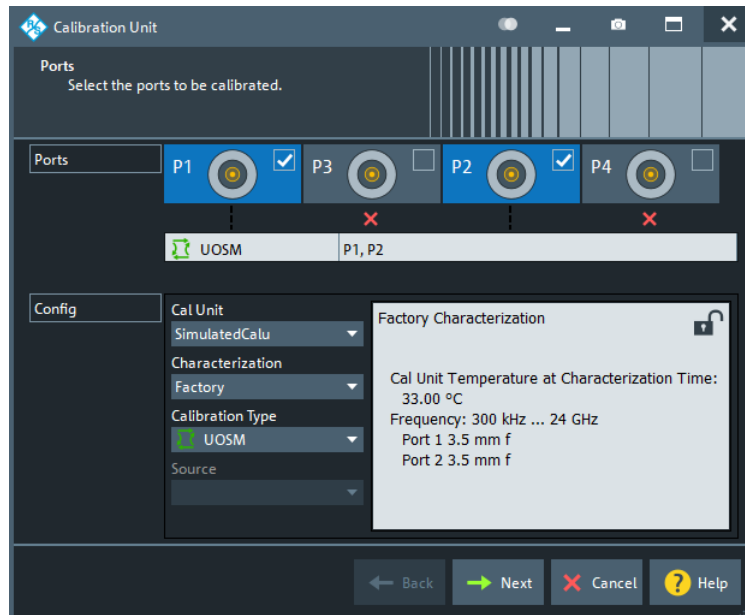 Calibration Unit
Ports
Select the ports to be calibrated.
Ports
P1
P3
P2
P4
UOSM
P1, P2
Config
Cal Unit
SimulatedCalu
Characterization
Factory
Calibration Type
UOSM
Source
Factory Characterization
Cal Unit Temperature at Characterization Time:
33.00 ºC
Frequency: 300 kHz ... 24 GHz
Port 1 3.5 mm f
Port 2 3.5 mm f
Back
Next
Cancel
? Help